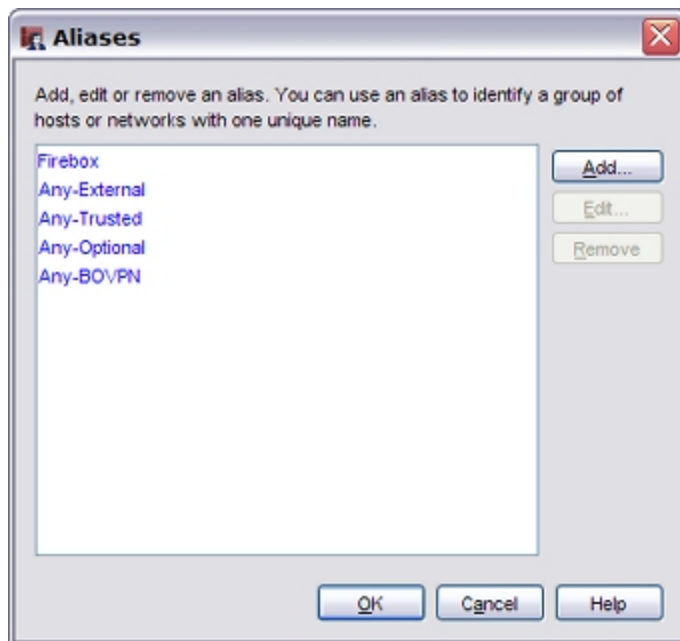 Aliases
Add, edit or remove an alias. You can use an alias to identify a group of
hosts or networks with one unique name.
Firebox
Any-External
Any-Trusted
Any-Optional
Any-BOVPN
Add...
Edit...
Remove
OK
Cancel
Help